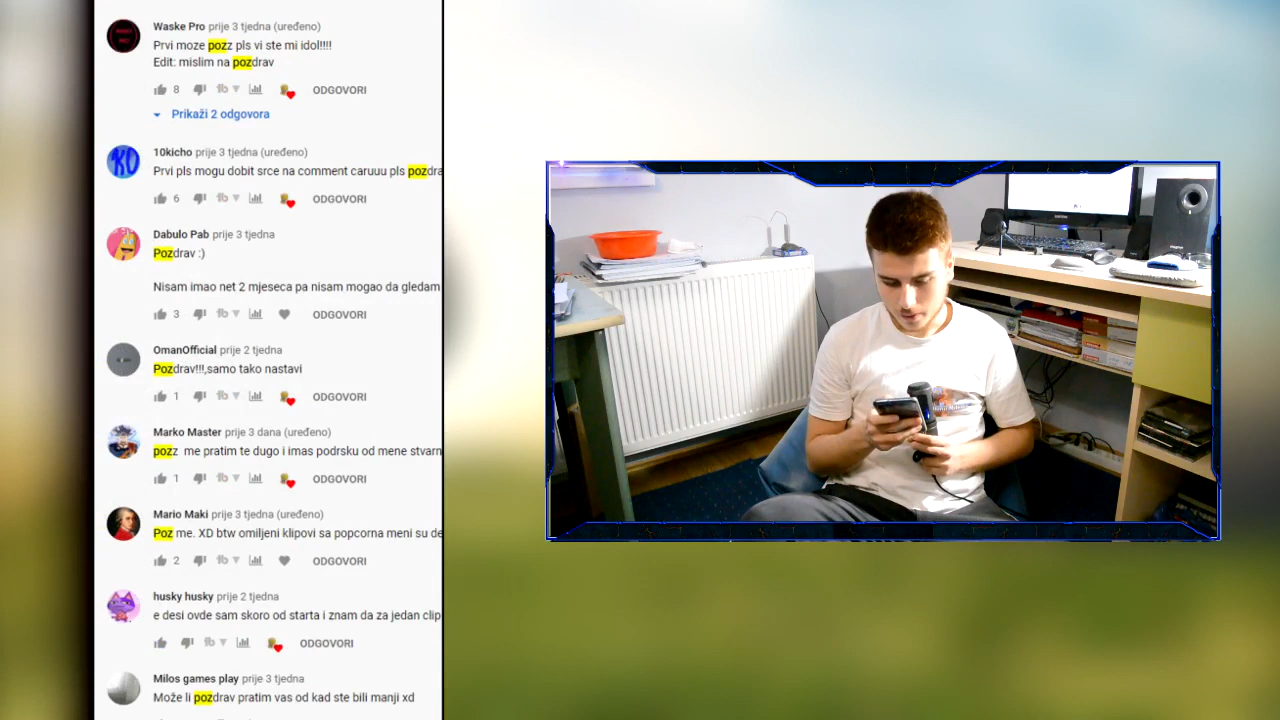 Waske Pro prije 3 tjedna (uređeno)
Prvi moze pozz pls vi ste mi idol!!!!
Edit: mislim na pozdrav
8 ODGOVORI
Prikaži 2 odgovora
10kicho prije 3 tjedna (uređeno)
Prvi pls mogu dobit srce na comment caruuu pls pozdra
6 ODGOVORI
Dabulo Pab prije 3 tjedna
Pozdrav :)
Nisam imao net 2 mjeseca pa nisam mogao da gledam
3 ODGOVORI
OmanOfficial prije 2 tjedna
Pozdrav!!!,samo tako nastavi
1 ODGOVORI
Marko Master prije 3 dana (uređeno)
pozz me pratim te dugo i imas podrsku od mene stvarn
1 ODGOVORI
Mario Maki prije 3 tjedna (uređeno)
Poz me. XD btw omiljeni klipovi sa popcorna meni su de
2 ODGOVORI
husky husky prije 2 tjedna
e desi ovde sam skoro od starta i znam da za jedan clip
ODGOVORI
Milos games play prije 3 tjedna
Može li pozdrav pratim vas od kad ste bili manji xd